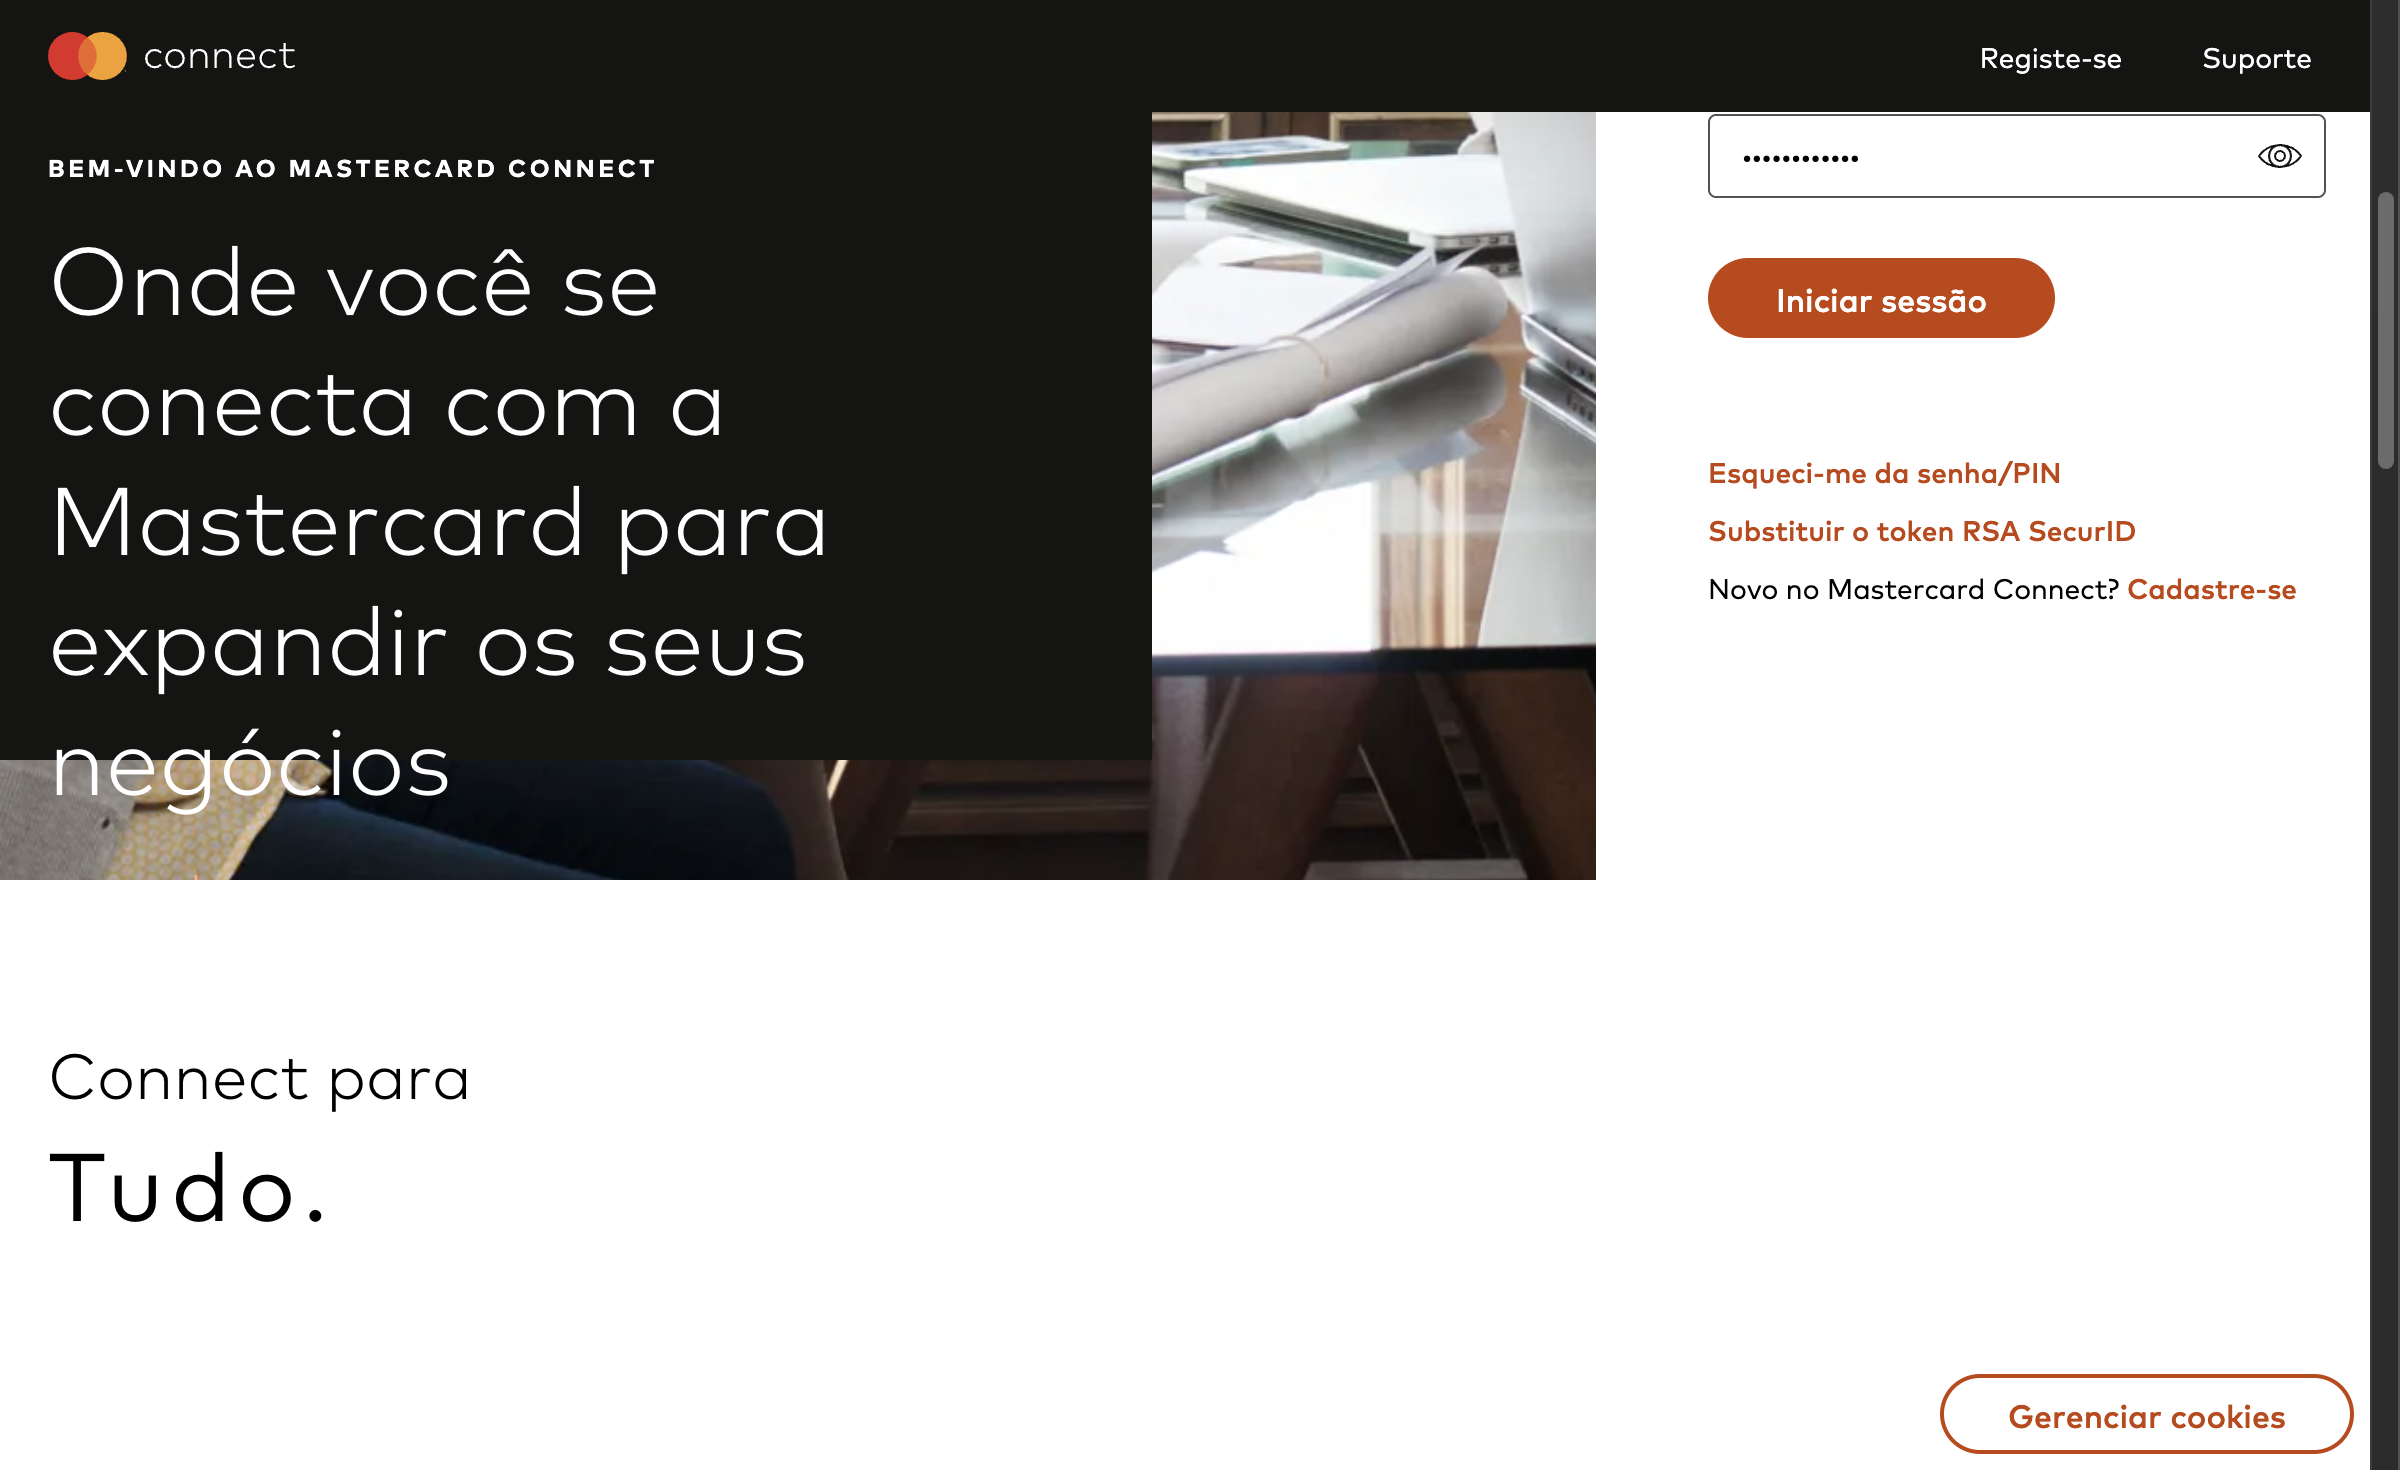 connect
Registe-se
Suporte
BEM-VINDO AO MASTERCARD CONNECT
Onde você se
conecta com a
Mastercard para
expandir os seus
negócios
••••••••••••
Iniciar sessão
Esqueci-me da senha/PIN
Substituir o token RSA SecurID
Novo no Mastercard Connect? Cadastre-se
Connect para
Tudo.
Gerenciar cookies